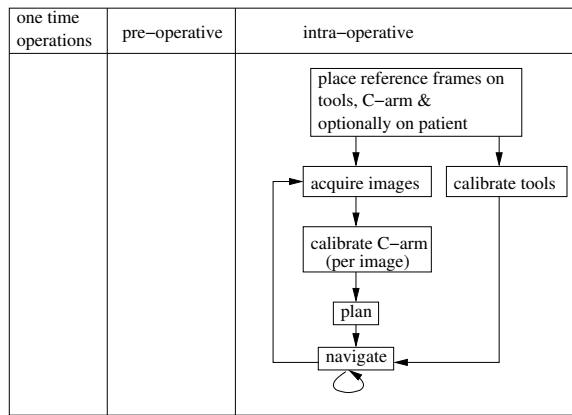 one time
operations
pre−operative
intra−operative
place reference frames on
tools, C−arm &
optionally on patient
acquire images
calibrate tools
calibrate C−arm
(per image)
plan
navigate